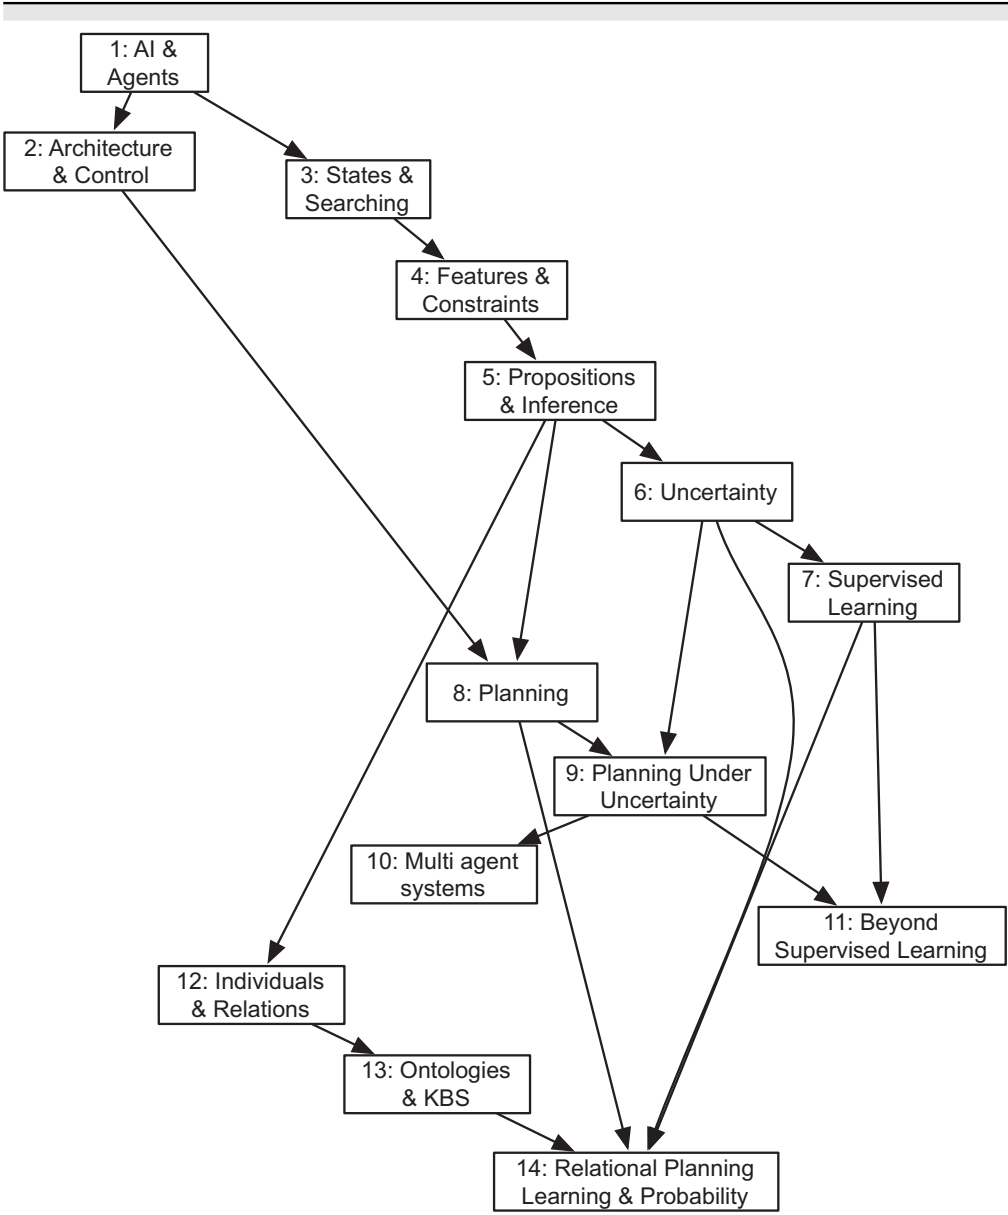 1: AI &
Agents
2: Architecture
& Control
3: States &
Searching
4: Features &
Constraints
5: Propositions
& Inference
6: Uncertainty
7: Supervised
Learning
8: Planning
9: Planning Under
Uncertainty
10: Multi agent
systems
11: Beyond
Supervised Learning
12: Individuals
& Relations
13: Ontologies
& KBS
14: Relational Planning
Learning & Probability